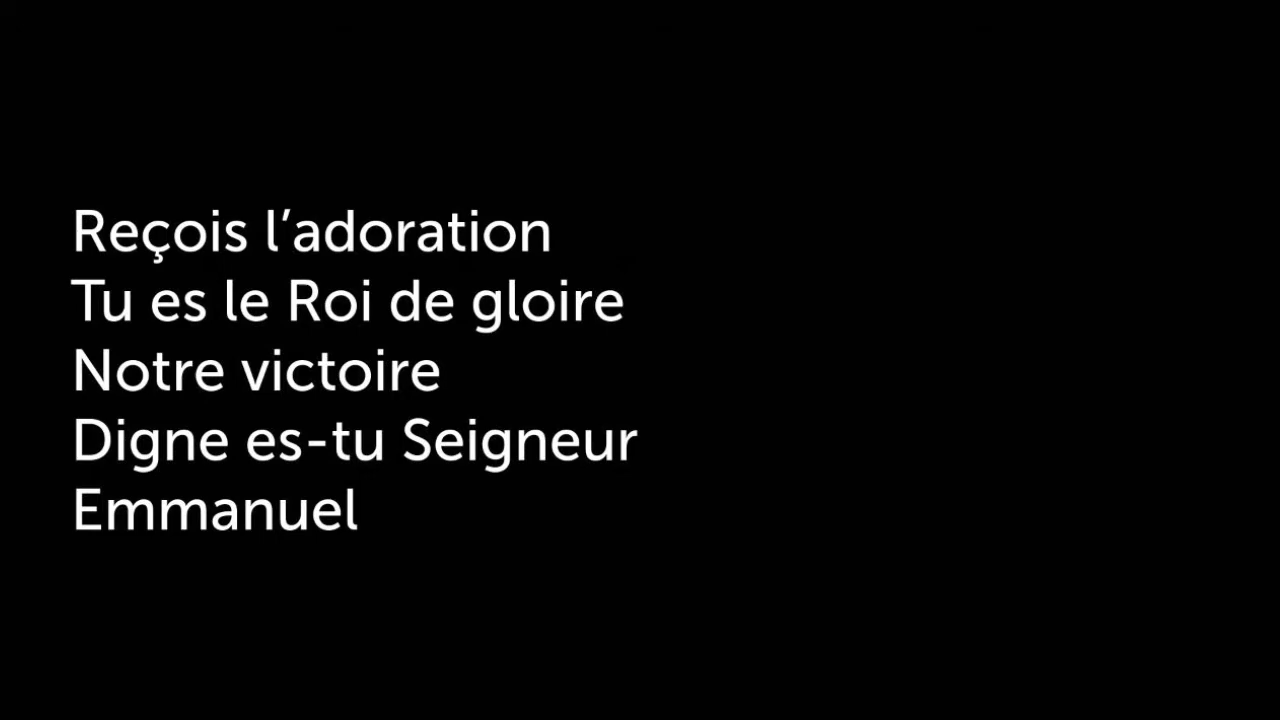 Reçois l’adoration
Tu es le Roi de gloire
Notre victoire
Digne es-tu Seigneur
Emmanuel